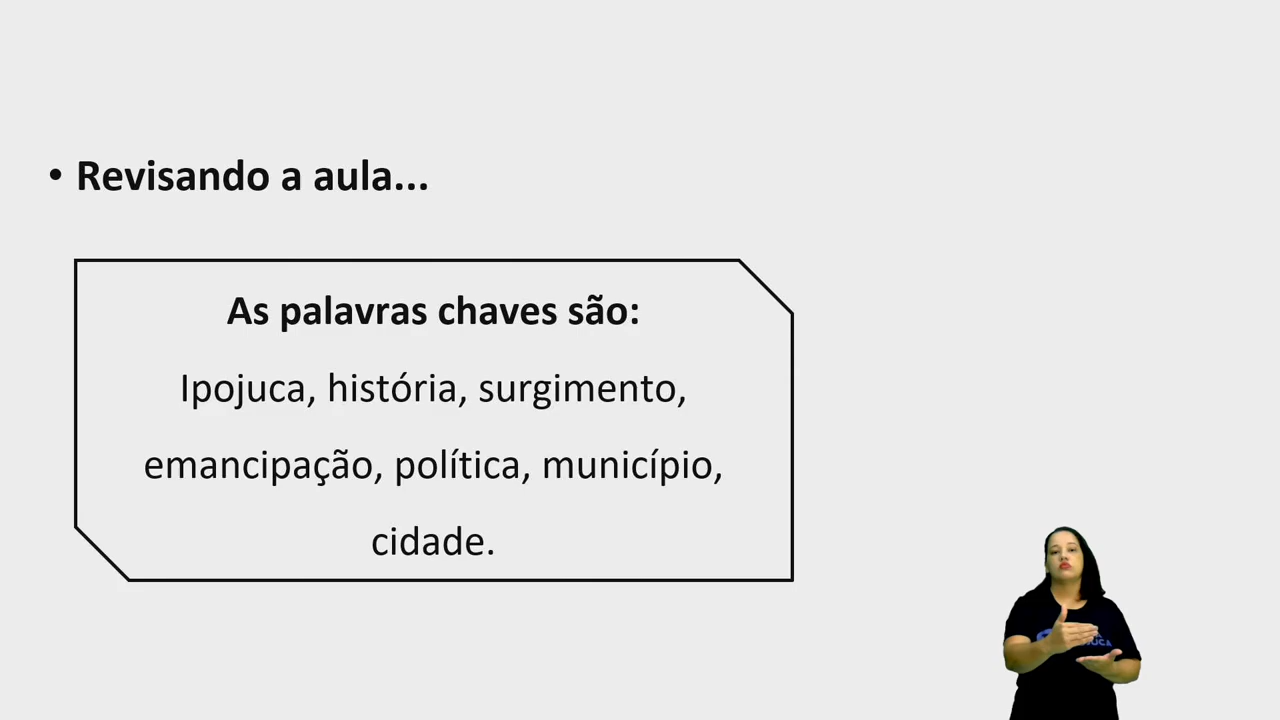 • Revisando a aula...
As palavras chaves são:
Ipojuca, história, surgimento,
emancipação, política, município,
cidade.